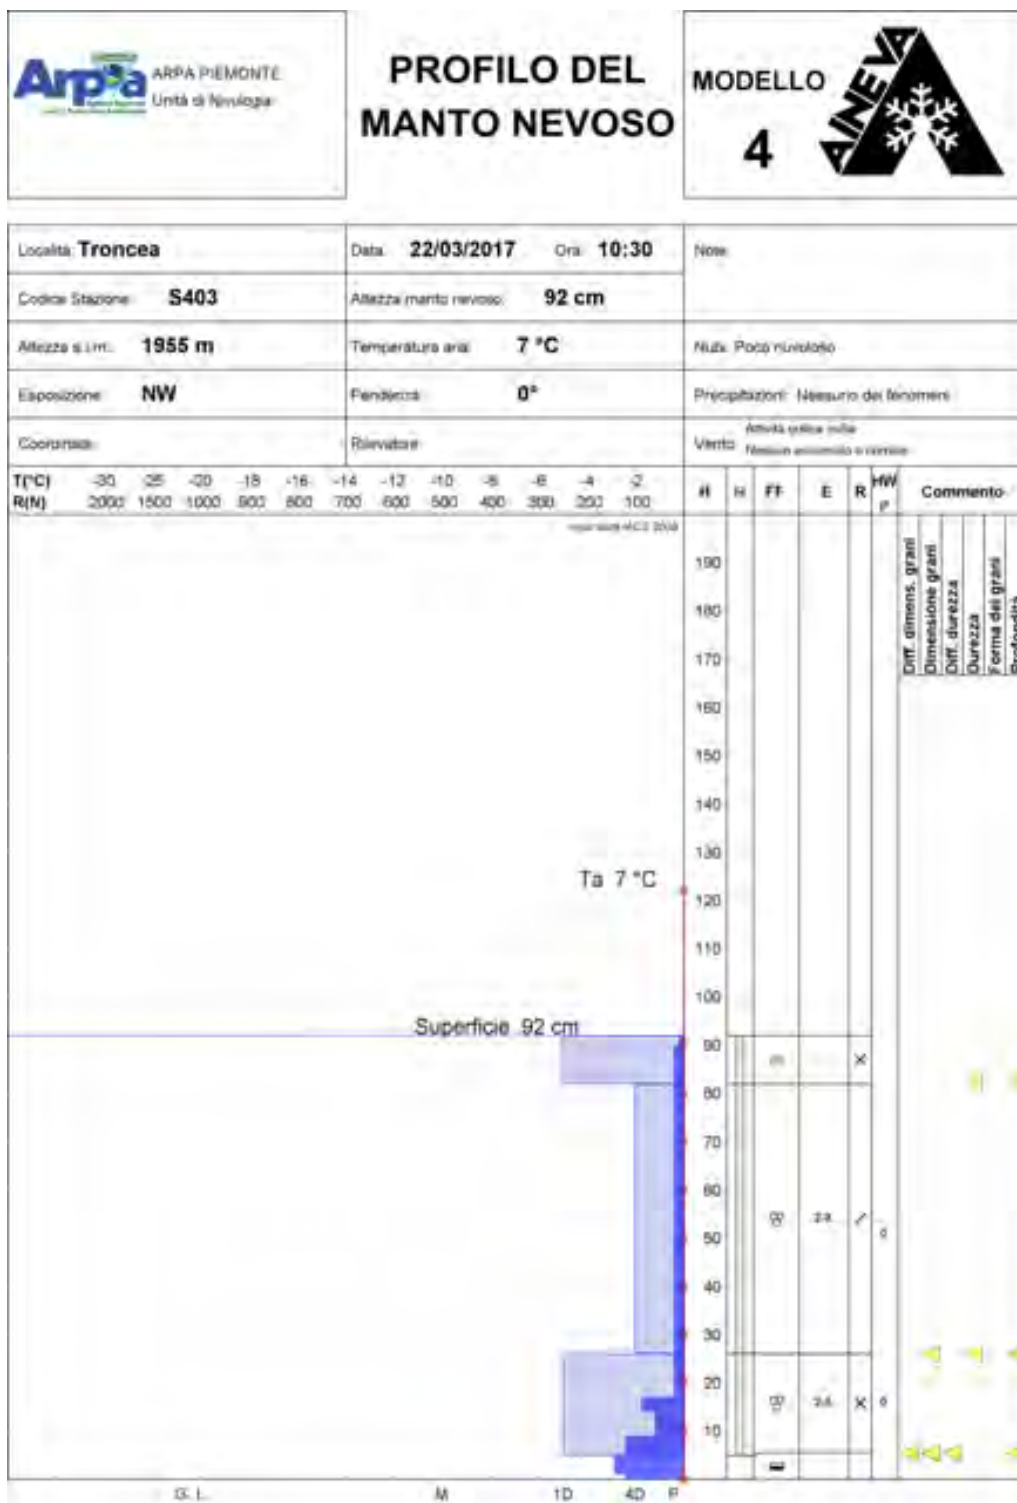 Arpa ARPA PIEMONTE
Unità di Nivologia
PROFILO DEL
MANTO NEVOSO
MODELLO
4
AINEVA
Località: Troncea
Data: 22/03/2017 Ora: 10:30
Note:
Codice Stazione: S403
Altezza manto nevoso: 92 cm
Altezza s.l.m.: 1955 m
Temperatura aria: 7 °C
Nubi: Poco nuvoloso
Esposizione: NW
Pendenza: 0°
Precipitazioni: Nessuno dei fenomeni
Coordinate:
Rilevatore:
Vento:
T(°C) -30 -25 -20 -18 -16 -14 -12 -10 -8 -6 -4 -2
R(N) 2000 1500 1000 900 800 700 600 500 400 300 200 100
H FF E R HW Commento
ρ
Diff. dimens. grani
Dimensione grani
Diff. durezza
Durezza
Forma dei grani
Profondità
190
180
170
160
150
140
130
Ta 7 °C
120
110
100
Superficie 92 cm
90
80
70
60
50
40
30
20
10
G. L. M 1D 4D P